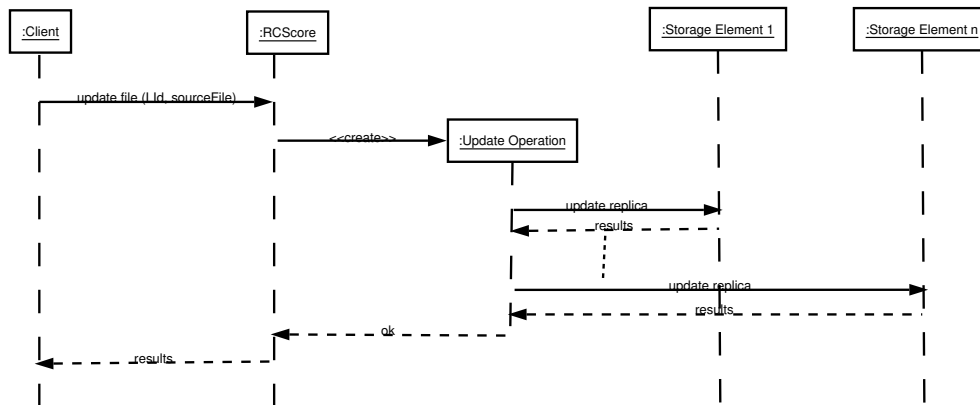 :Client
:RCScore
:Storage Element 1
:Storage Element n
update file (LId, sourceFile)
<<create>>
:Update Operation
update replica
results
update replica
results
ok
results